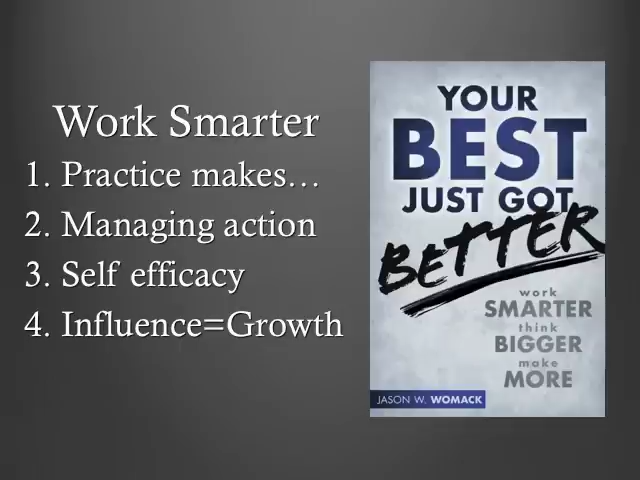 Work Smarter
1. Practice makes…
2. Managing action
3. Self efficacy
4. Influence=Growth
YOUR
BEST
JUST GOT
BETTER
work
SMARTER
think
BIGGER
make
MORE
JASON W. WOMACK